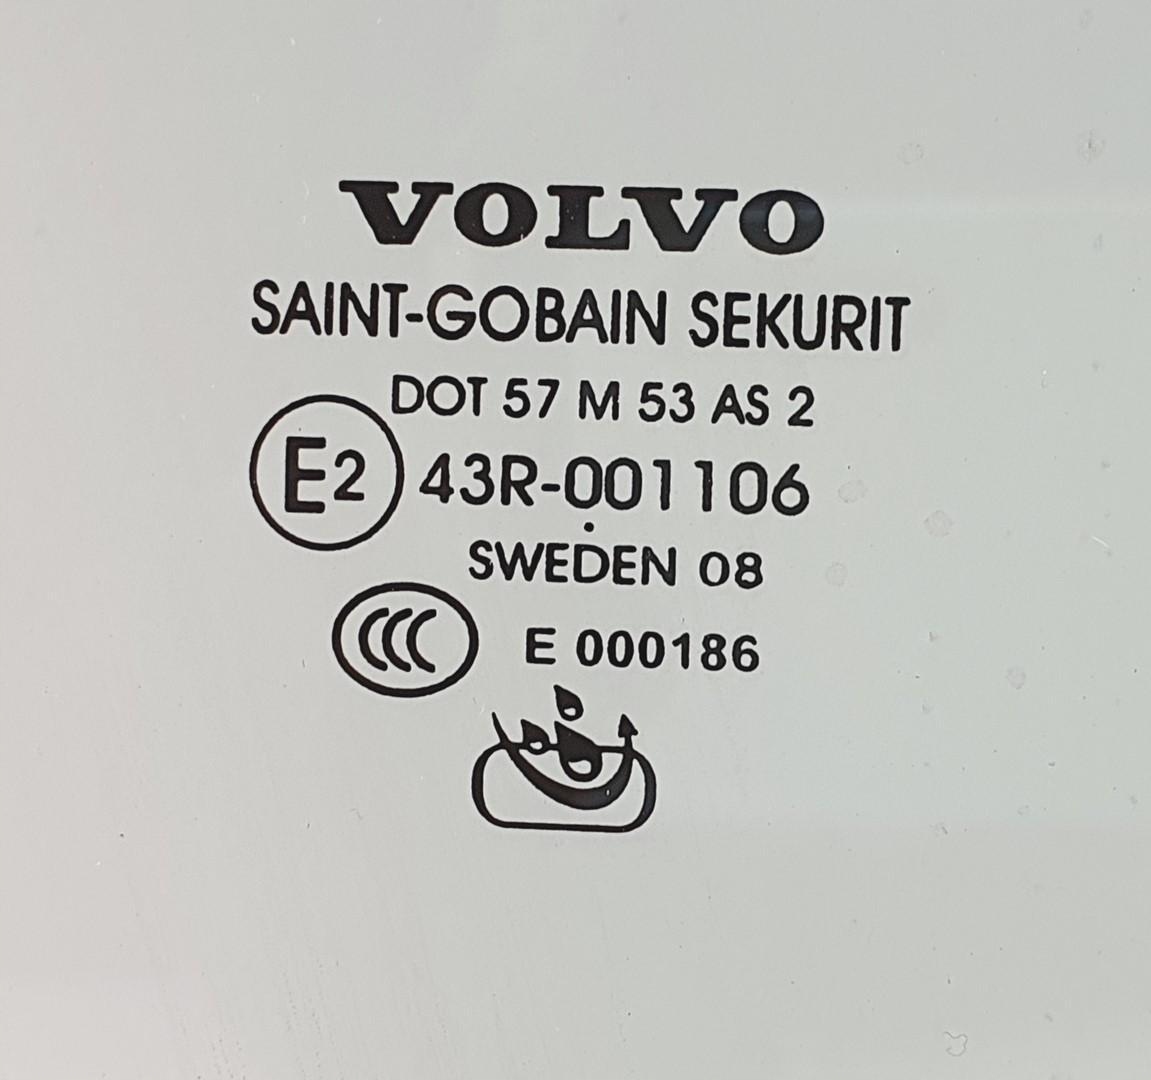 VOLVO
SAINT-GOBAIN SEKURIT
DOT 57 M 53 AS 2
E2 43R-001106
SWEDEN 08
CCC E 000186